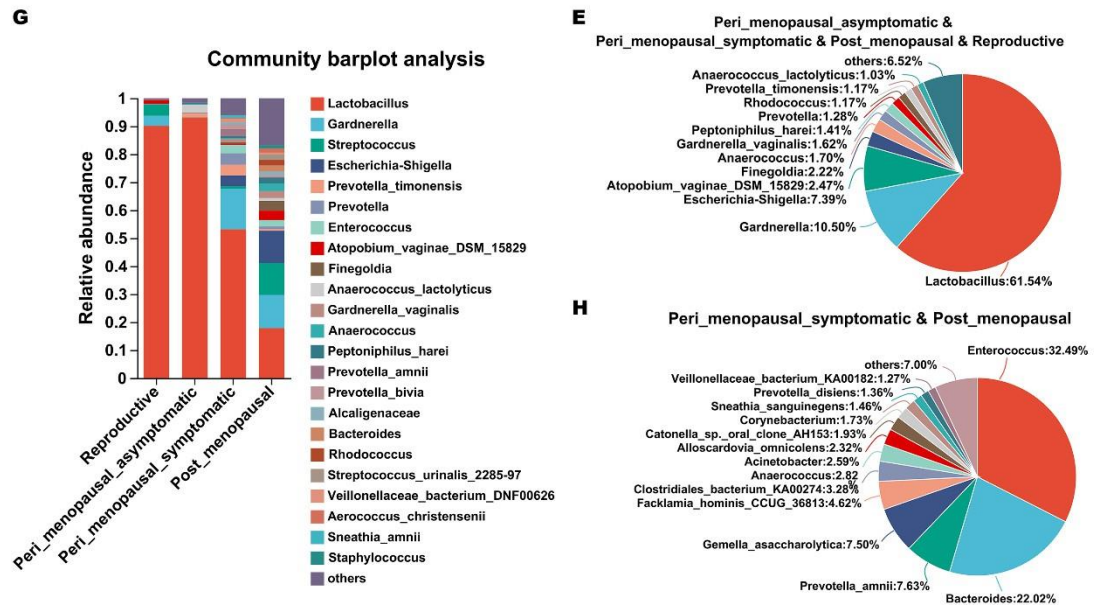 G
Community barplot analysis
Relative abundance
1
0.9
0.8
0.7
0.6
0.5
0.4
0.3
0.2
0.1
0
Reproductive
Peri_menopausal_asymptomatic
Peri_menopausal_symptomatic
Post_menopausal
Lactobacillus
Gardnerella
Streptococcus
Escherichia-Shigella
Prevotella_timonensis
Prevotella
Enterococcus
Atopobium_vaginae_DSM_15829
Finegoldia
Anaerococcus_lactolyticus
Gardnerella_vaginalis
Anaerococcus
Peptoniphilus_harei
Prevotella_amnii
Prevotella_bivia
Alcaligenaceae
Bacteroides
Rhodococcus
Streptococcus_urinalis_2285-97
Veillonellaceae_bacterium_DNF00626
Aerococcus_christensenii
Sneathia_amnii
Staphylococcus
others
E
Peri_menopausal_asymptomatic &
Peri_menopausal_symptomatic & Post_menopausal & Reproductive
others:6.52%
Anaerococcus_lactolyticus:1.03%
Prevotella_timonensis:1.17%
Rhodococcus:1.17%
Prevotella:1.28%
Peptoniphilus_harei:1.41%
Gardnerella_vaginalis:1.62%
Anaerococcus:1.70%
Finegoldia:2.22%
Atopobium_vaginae_DSM_15829:2.47%
Escherichia-Shigella:7.39%
Gardnerella:10.50%
Lactobacillus:61.54%
H
Peri_menopausal_symptomatic & Post_menopausal
Enterococcus:32.49%
others:7.00%
Veillonellaceae_bacterium_KA00182:1.27%
Prevotella_disiens:1.36%
Sneathia_sanguinegens:1.46%
Corynebacterium:1.73%
Catonella_sp._oral_clone_AH153:1.93%
Alloscardovia_omnicolens:2.32%
Acinetobacter:2.59%
Anaerococcus:2.82
%
Clostridiales_bacterium_KA00274:3.28%
Facklamia_hominis_CCUG_36813:4.62%
Gemella_asaccharolytica:7.50%
Prevotella_amnii:7.63%
Bacteroides:22.02%